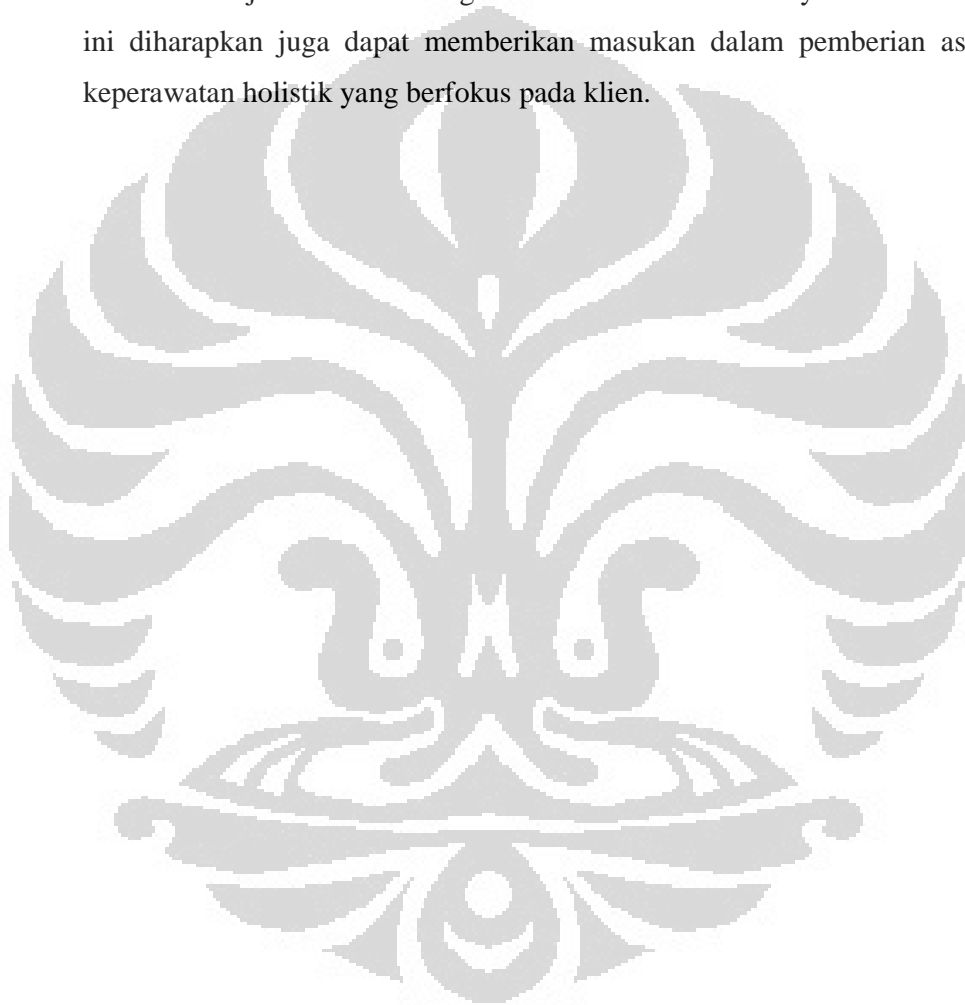 ini diharapkan juga dapat memberikan masukan dalam pemberian as
keperawatan holistik yang berfokus pada klien.